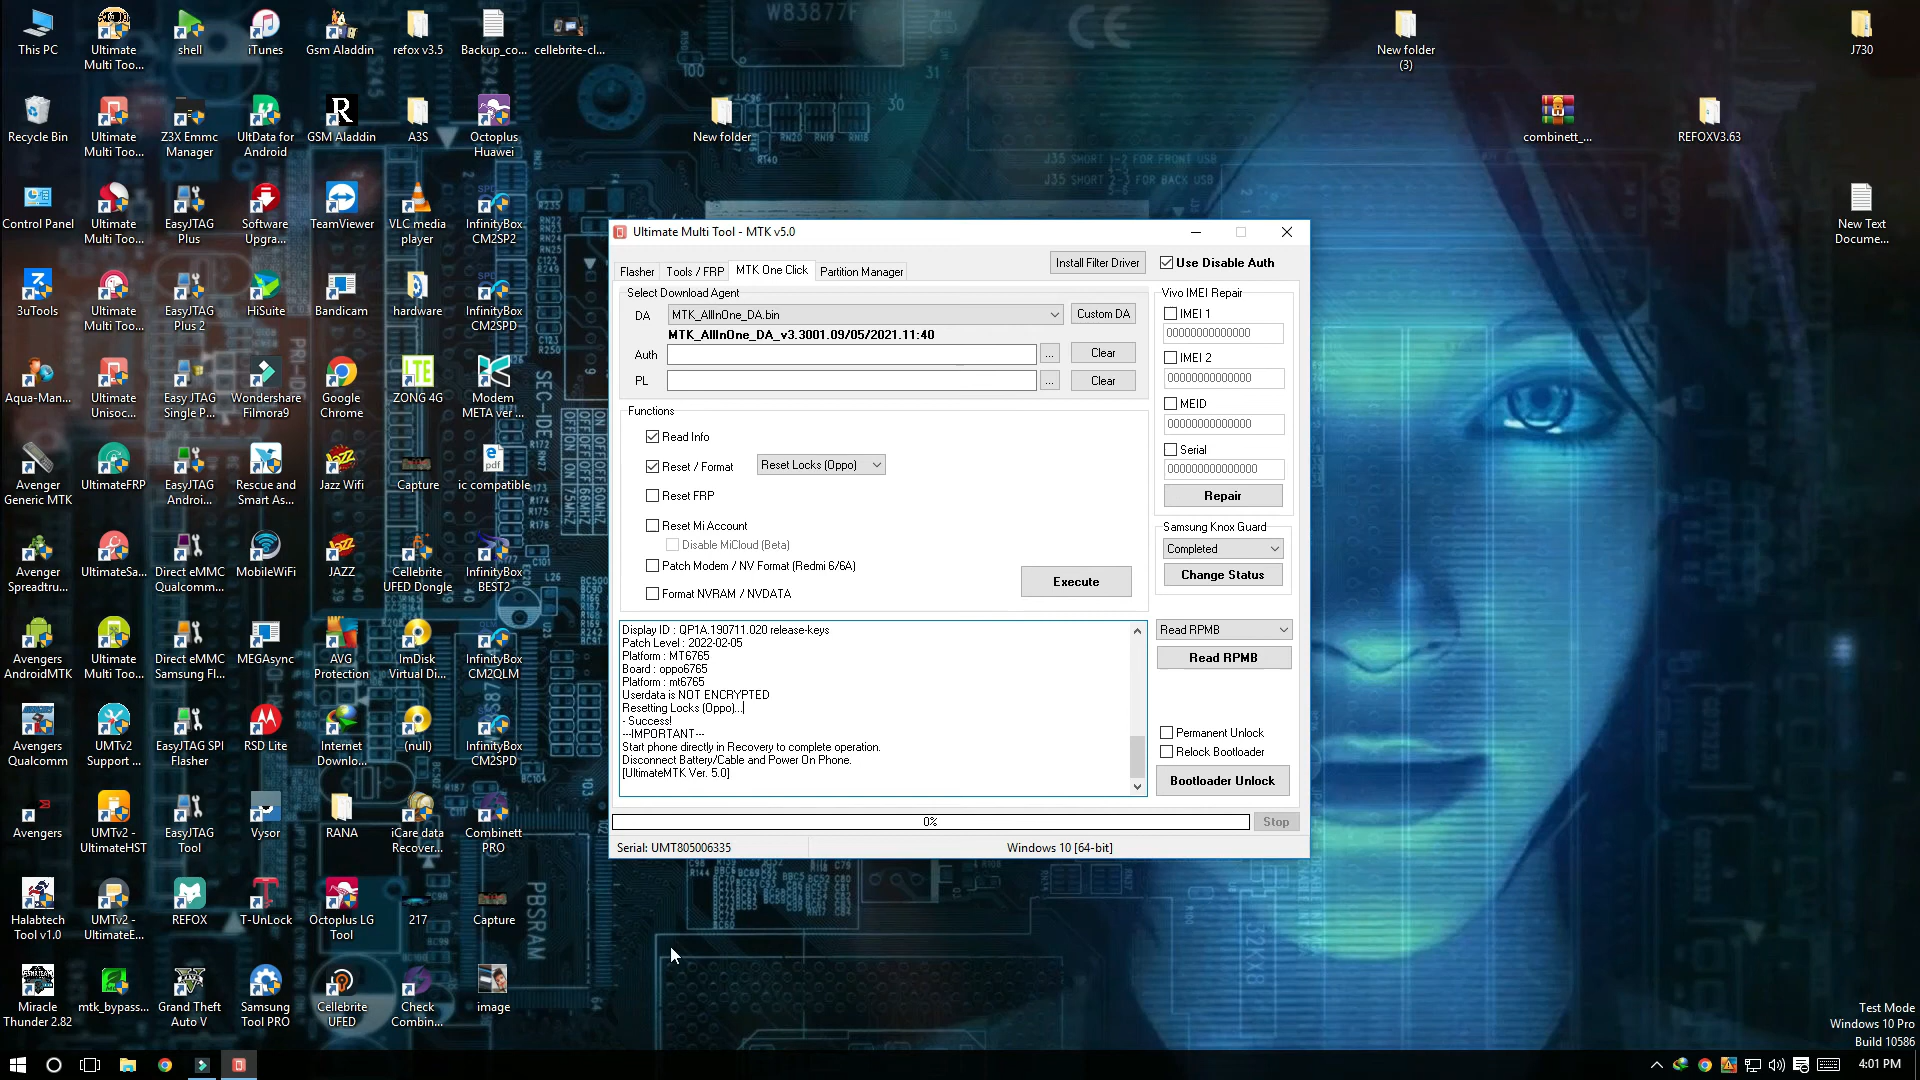 This PC
Ultimate
Multi Too...
shell
iTunes
Gsm Aladdin
refox v3.5
Backup_co...
cellebrite-cl...
New folder
(3)
J730
Recycle Bin
Ultimate
Multi Too...
Z3X Emmc
Manager
UltData for
Android
GSM Aladdin
A3S
Octoplus
Huawei
New folder
combinett_...
REFOXV3.63
Control Panel
Ultimate
Multi Too...
EasyJTAG
Plus
Software
Upgra...
TeamViewer
VLC media
player
InfinityBox
CM2SP2
New Text
Docume...
3uTools
Ultimate
Multi Too...
EasyJTAG
Plus 2
HiSuite
Bandicam
hardware
InfinityBox
CM2SPD
Aqua-Man...
Ultimate
Unisoc...
Easy JTAG
Single P...
Wondershare
Filmora9
Google
Chrome
ZONG 4G
Modem
META ver ...
Avenger
Generic MTK
UltimateFRP
EasyJTAG
Androi...
Rescue and
Smart As...
Jazz Wifi
Capture
ic compatible
Avenger
Spreadtru...
UltimateSa...
Direct eMMC
Qualcomm...
MobileWiFi
JAZZ
Cellebrite
UFED Dongle
InfinityBox
BEST2
Avengers
AndroidMTK
Ultimate
Multi Too...
Direct eMMC
Samsung Fl...
MEGAsync
AVG
Protection
ImDisk
Virtual Di...
InfinityBox
CM2QLM
Avengers
Qualcomm
UMTv2
Support ...
EasyJTAG SPI
Flasher
RSD Lite
Internet
Downlo...
(null)
InfinityBox
CM2SPD
Avengers
UMTv2 -
UltimateHST
EasyJTAG
Tool
Vysor
RANA
iCare data
Recover...
Combinett
PRO
Halabtech
Tool v1.0
UMTv2 -
UltimateE...
REFOX
T-UnLock
Octoplus LG
Tool
217
Capture
Miracle
Thunder 2.82
mtk_bypass...
Grand Theft
Auto V
Samsung
Tool PRO
Cellebrite
UFED
Check
Combin...
image
Ultimate Multi Tool - MTK v5.0
Flasher
Tools / FRP
MTK One Click
Partition Manager
Install Filter Driver
Use Disable Auth
Select Download Agent
DA
MTK_AllInOne_DA.bin
Custom DA
MTK_AllInOne_DA_v3.3001.09/05/2021.11:40
Auth
...
Clear
PL
...
Clear
Functions
Read Info
Reset / Format
Reset Locks (Oppo)
Reset FRP
Reset Mi Account
Disable MiCloud (Beta)
Patch Modem / NV Format (Redmi 6/6A)
Format NVRAM / NVDATA
Execute
Vivo IMEI Repair
IMEI 1
00000000000000
IMEI 2
00000000000000
MEID
00000000000000
Serial
000000000000000
Repair
Samsung Knox Guard
Completed
Change Status
Read RPMB
Read RPMB
Permanent Unlock
Relock Bootloader
Bootloader Unlock
Display ID : QP1A.190711.020 release-keys
Patch Level : 2022-02-05
Platform : MT6765
Board : oppo6765
Platform : mt6765
Userdata is NOT ENCRYPTED
Resetting Locks (Oppo)...
- Success!
---IMPORTANT---
Start phone directly in Recovery to complete operation.
Disconnect Battery/Cable and Power On Phone.
[UltimateMTK Ver. 5.0]
0%
Stop
Serial: UMT805006335
Windows 10 [64-bit]
J35 SHORT 1-2 FOR FRONT USB
J35 SHORT 2-3 FOR BACK USB
PBSRAM
32KX8
Test Mode
Windows 10 Pro
Build 10586
4:01 PM